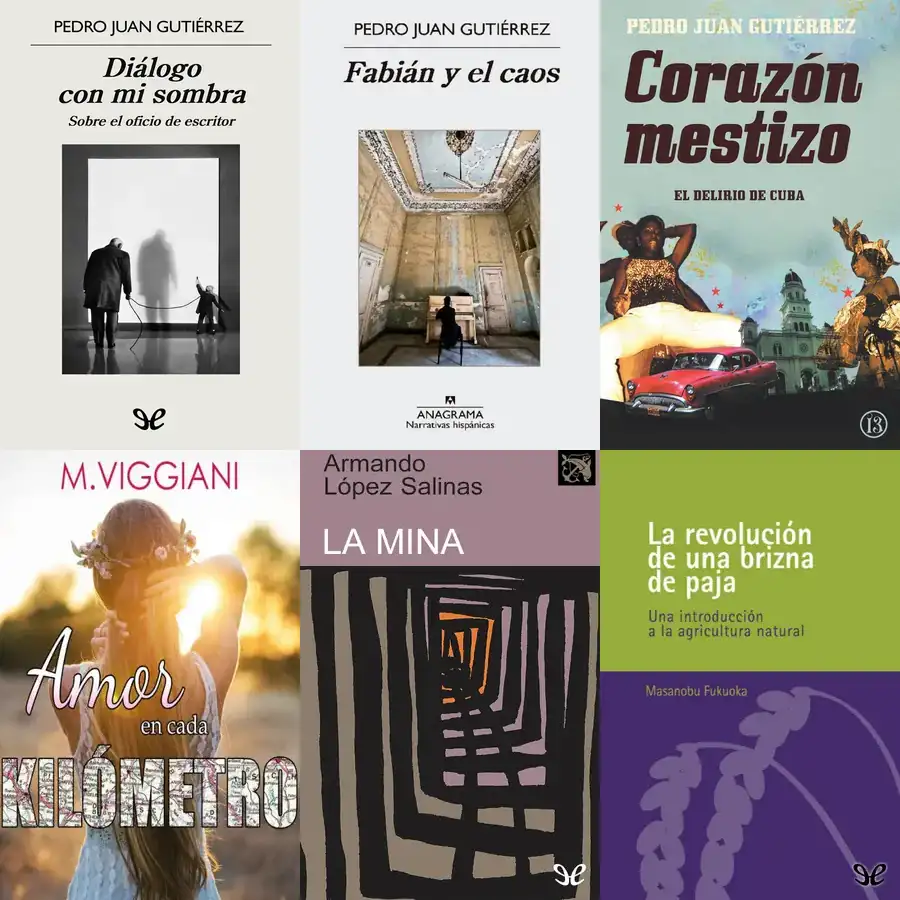 PEDRO JUAN GUTIÉRREZ
Diálogo
con mi sombra
Sobre el oficio de escritor
PEDRO JUAN GUTIÉRREZ
Fabián y el caos
ANAGRAMA
Narrativas hispánicas
PEDRO JUAN GUTIÉRREZ
Corazón
mestizo
EL DELIRIO DE CUBA
13
M.VIGGIANI
Amor
en cada
KILÓMETRO
Armando
López Salinas
LA MINA
La revolución
de una brizna
de paja
Una introducción
a la agricultura natural
Masanobu Fukuoka